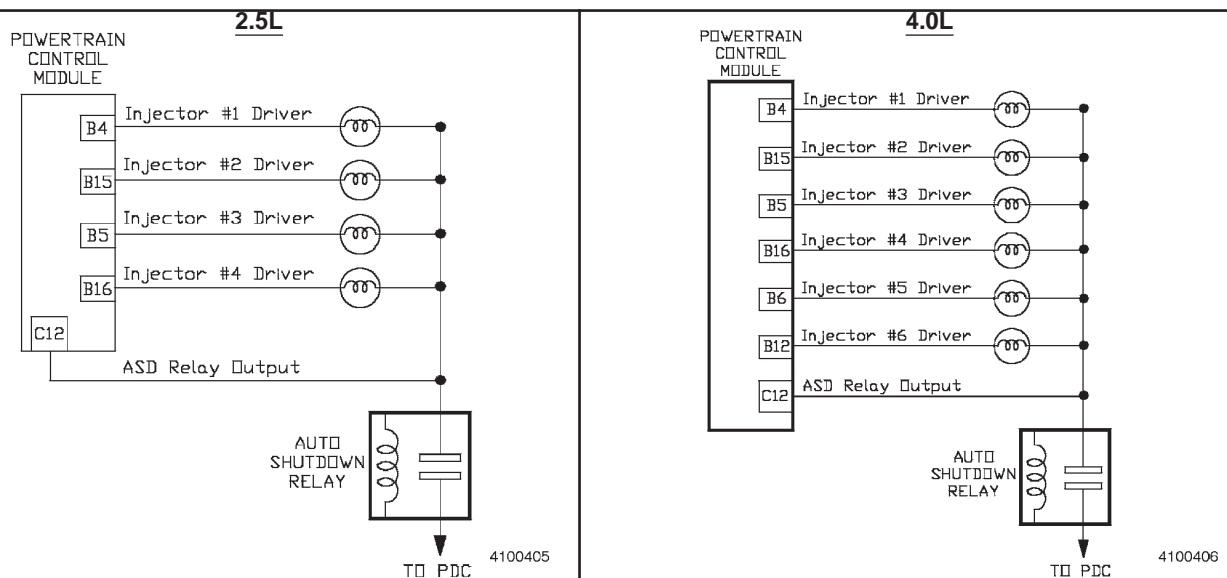 2.5L
POWERTRAIN
CONTROL
MODULE
B4
Injector #1 Driver
B15
Injector #2 Driver
B5
Injector #3 Driver
B16
Injector #4 Driver
C12
ASD Relay Output
AUTO
SHUTDOWN
RELAY
TO PDC
4100405
4.0L
POWERTRAIN
CONTROL
MODULE
B4
Injector #1 Driver
B15
Injector #2 Driver
B5
Injector #3 Driver
B16
Injector #4 Driver
B6
Injector #5 Driver
B12
Injector #6 Driver
C12
ASD Relay Output
AUTO
SHUTDOWN
RELAY
TO PDC
4100406